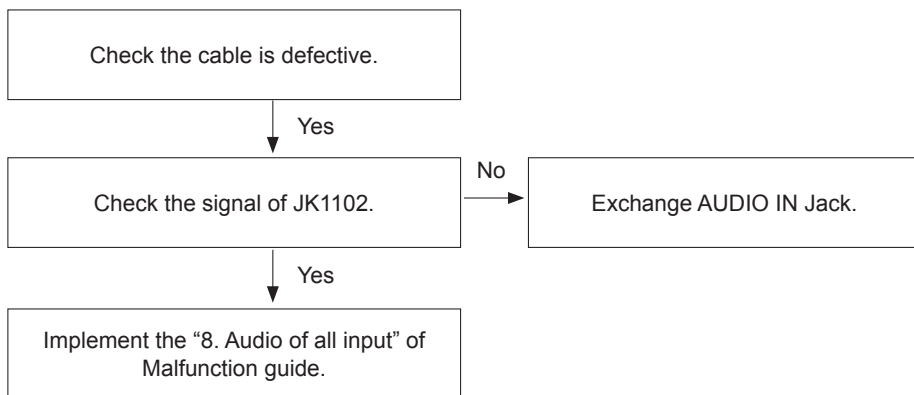 Check the cable is defective.
Yes
Check the signal of JK1102.
No
Exchange AUDIO IN Jack.
Yes
Implement the “8. Audio of all input” of
Malfunction guide.